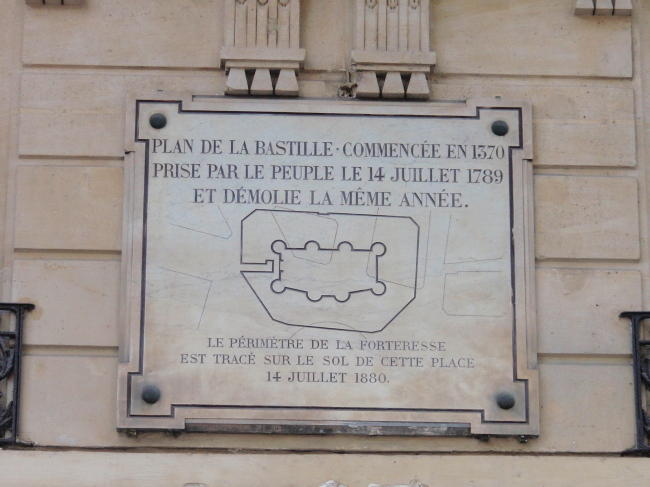 PLAN DE LA BASTILLE · COMMENCÉE EN 1370
PRISE PAR LE PEUPLE LE 14 JUILLET 1789
ET DÉMOLIE LA MÊME ANNÉE.
LE PÉRIMÈTRE DE LA FORTERESSE
EST TRACÉ SUR LE SOL DE CETTE PLACE
14 JUILLET 1880.